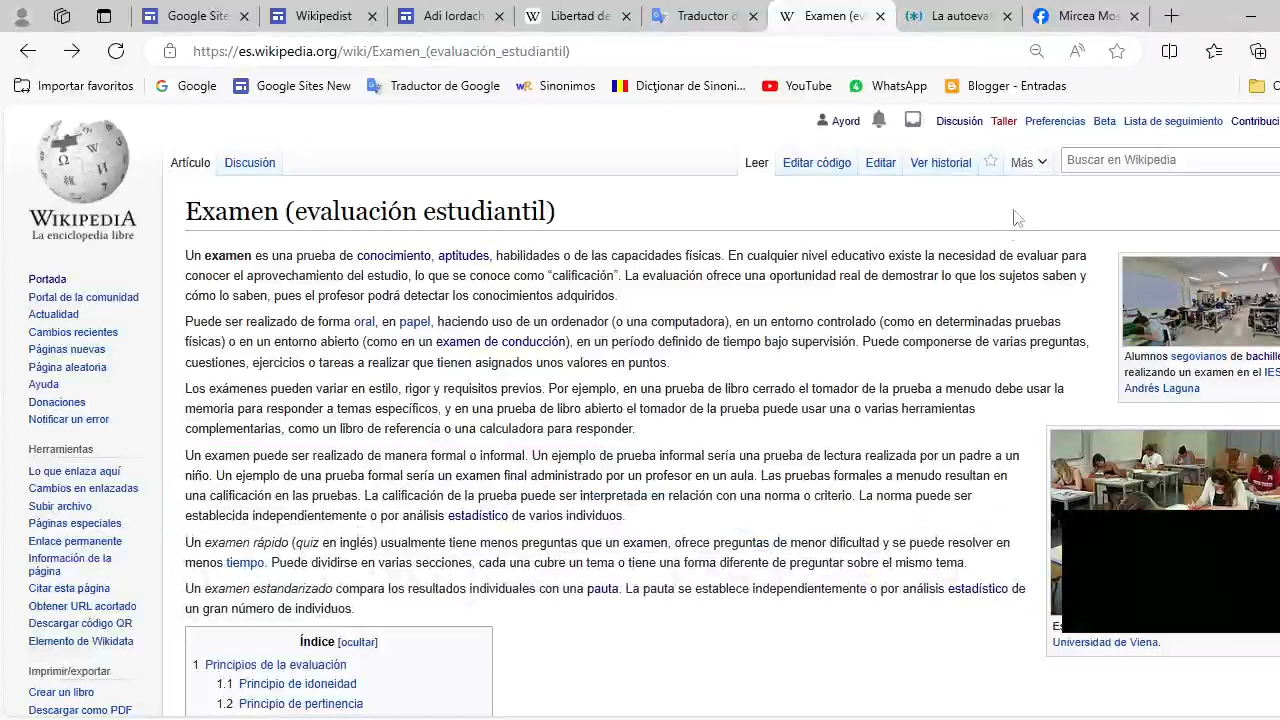 Google Site
Wikipedist
Adi Iordach
Libertad de
Traductor d
Examen (ev
La autoeval
Mircea Mos
https://es.wikipedia.org/wiki/Examen_(evaluación_estudiantil)
Importar favoritos
Google
Google Sites New
Traductor de Google
Sinonimos
Dicționar de Sinoni...
YouTube
WhatsApp
Blogger - Entradas
Ayord
Discusión
Taller
Preferencias
Beta
Lista de seguimiento
Contribuci
Artículo
Discusión
Leer
Editar código
Editar
Ver historial
Más
Buscar en Wikipedia
WIKIPEDIA
La enciclopedia libre
Portada
Portal de la comunidad
Actualidad
Cambios recientes
Páginas nuevas
Página aleatoria
Ayuda
Donaciones
Notificar un error
Herramientas
Lo que enlaza aquí
Cambios en enlazadas
Subir archivo
Páginas especiales
Enlace permanente
Información de la
página
Citar esta página
Obtener URL acortado
Descargar código QR
Elemento de Wikidata
Imprimir/exportar
Crear un libro
Descargar como PDF
Examen (evaluación estudiantil)
Un examen es una prueba de conocimiento, aptitudes, habilidades o de las capacidades físicas. En cualquier nivel educativo existe la necesidad de evaluar para
conocer el aprovechamiento del estudio, lo que se conoce como “calificación”. La evaluación ofrece una oportunidad real de demostrar lo que los sujetos saben y
cómo lo saben, pues el profesor podrá detectar los conocimientos adquiridos.
Puede ser realizado de forma oral, en papel, haciendo uso de un ordenador (o una computadora), en un entorno controlado (como en determinadas pruebas
físicas) o en un entorno abierto (como en un examen de conducción), en un período definido de tiempo bajo supervisión. Puede componerse de varias preguntas,
cuestiones, ejercicios o tareas a realizar que tienen asignados unos valores en puntos.
Los exámenes pueden variar en estilo, rigor y requisitos previos. Por ejemplo, en una prueba de libro cerrado el tomador de la prueba a menudo debe usar la
memoria para responder a temas específicos, y en una prueba de libro abierto el tomador de la prueba puede usar una o varias herramientas
complementarias, como un libro de referencia o una calculadora para responder.
Un examen puede ser realizado de manera formal o informal. Un ejemplo de prueba informal sería una prueba de lectura realizada por un padre a un
niño. Un ejemplo de una prueba formal sería un examen final administrado por un profesor en un aula. Las pruebas formales a menudo resultan en
una calificación en las pruebas. La calificación de la prueba puede ser interpretada en relación con una norma o criterio. La norma puede ser
establecida independientemente o por análisis estadístico de varios individuos.
Un examen rápido (quiz en inglés) usualmente tiene menos preguntas que un examen, ofrece preguntas de menor dificultad y se puede resolver en
menos tiempo. Puede dividirse en varias secciones, cada una cubre un tema o tiene una forma diferente de preguntar sobre el mismo tema.
Un examen estandarizado compara los resultados individuales con una pauta. La pauta se establece independientemente o por análisis estadístico de
un gran número de individuos.
Índice [ocultar]
1 Principios de la evaluación
1.1 Principio de idoneidad
1.2 Principio de pertinencia
Alumnos segovianos de bachille
realizando un examen en el IES
Andrés Laguna
Es
Universidad de Viena.